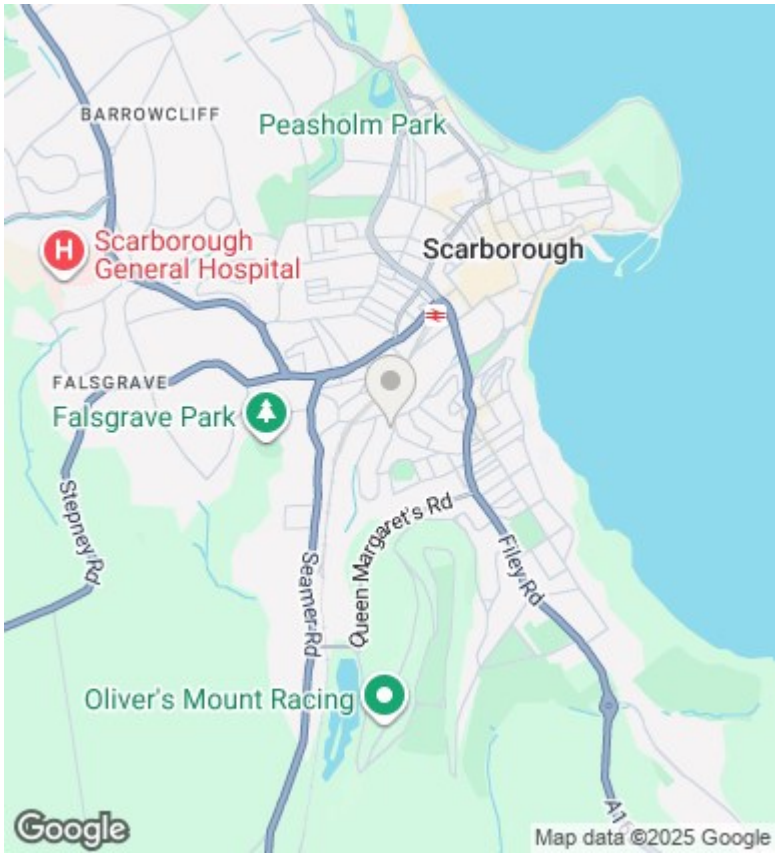 BARROWCLIFF
Peasholm Park
Scarborough
H
Scarborough
General Hospital
FALSGRAVE
Falsgrave Park
Stepney Rd
Seamer Rd
Queen Margaret's Rd
Filey Rd
Oliver's Mount Racing
Google
Map data ©2025 Google